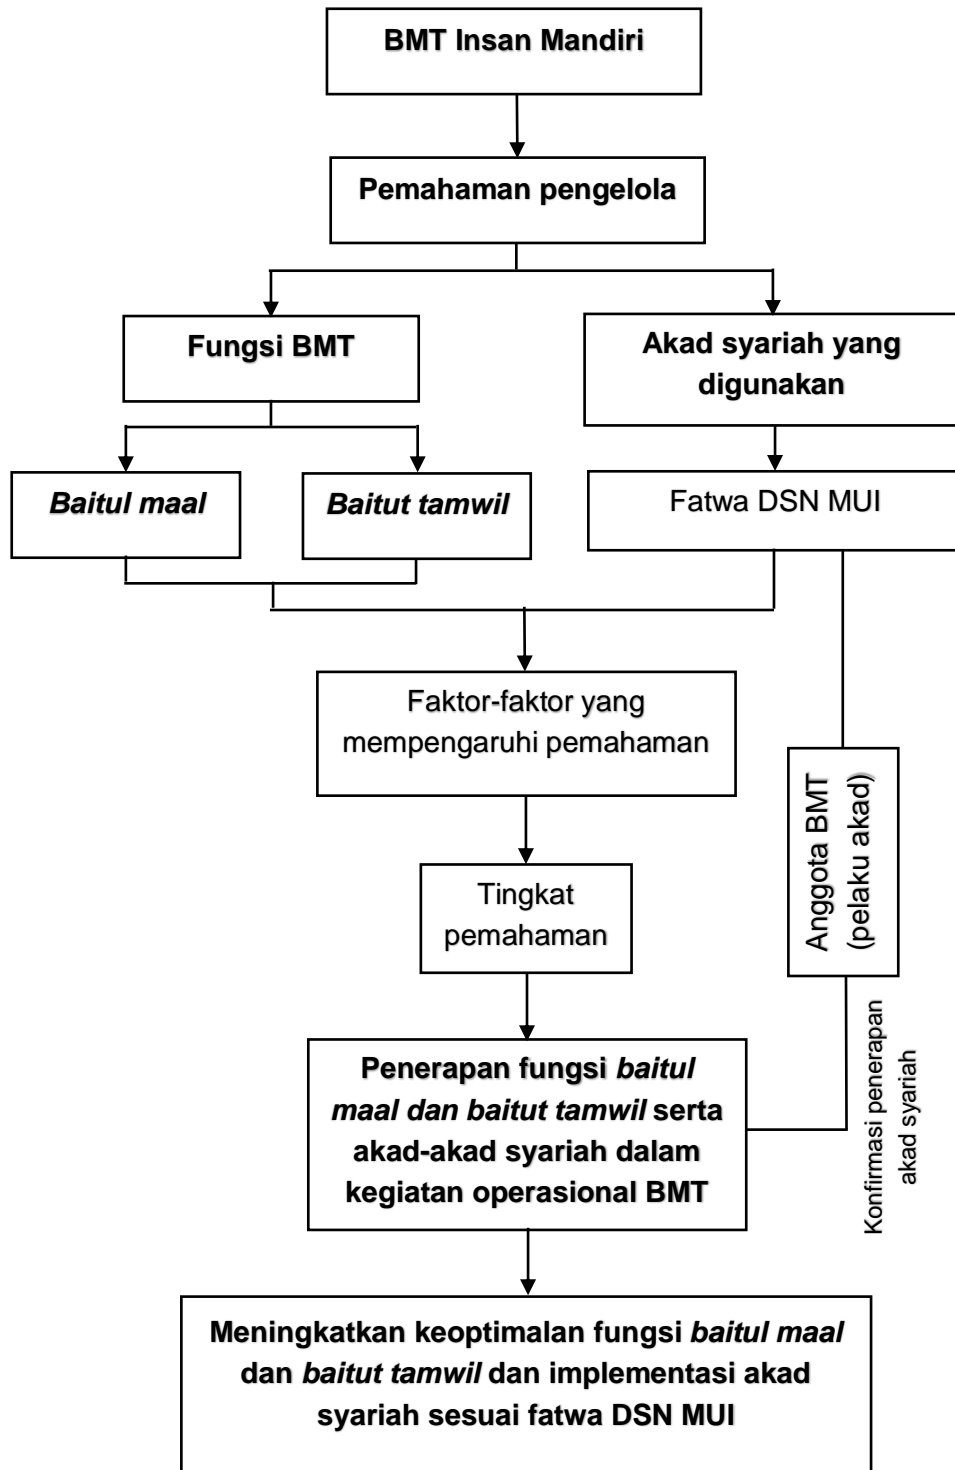 BMT Insan Mandiri
Pemahaman pengelola
Fungsi BMT
Akad syariah yang
digunakan
Baitul maal
Baitut tamwil
Fatwa DSN MUI
Faktor-faktor yang
mempengaruhi pemahaman
Anggota BMT
(pelaku akad)
Tingkat
pemahaman
Konfirmasi penerapan
akad syariah
Penerapan fungsi baitul
maal dan baitut tamwil serta
akad-akad syariah dalam
kegiatan operasional BMT
Meningkatkan keoptimalan fungsi baitul maal
dan baitut tamwil dan implementasi akad
syariah sesuai fatwa DSN MUI